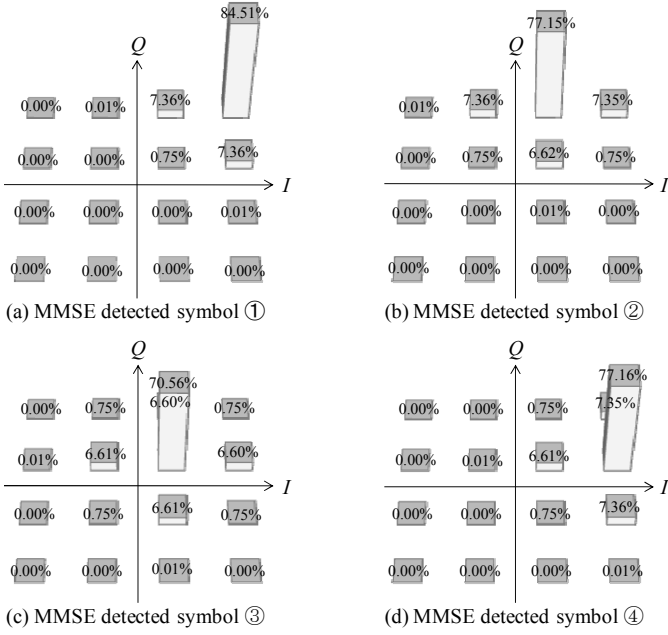 84.51%
Q
0.00% 0.01% 7.36%
0.00% 0.00% 0.75% 7.36%
I
0.00% 0.00% 0.00% 0.01%
0.00% 0.00% 0.00% 0.00%
(a) MMSE detected symbol ①
77.15%
Q
0.01% 7.36% 7.35%
0.00% 0.75% 6.62% 0.75%
I
0.00% 0.00% 0.01% 0.00%
0.00% 0.00% 0.00% 0.00%
(b) MMSE detected symbol ②
Q
70.56%
0.00% 0.75% 6.60% 0.75%
0.01% 6.61% 6.60%
I
0.00% 0.75% 6.61% 0.75%
0.00% 0.00% 0.01% 0.00%
(c) MMSE detected symbol ③
Q
77.16%
0.00% 0.00% 0.75% 7.35%
0.00% 0.01% 6.61%
I
0.00% 0.00% 0.75% 7.36%
0.00% 0.00% 0.00% 0.01%
(d) MMSE detected symbol ④